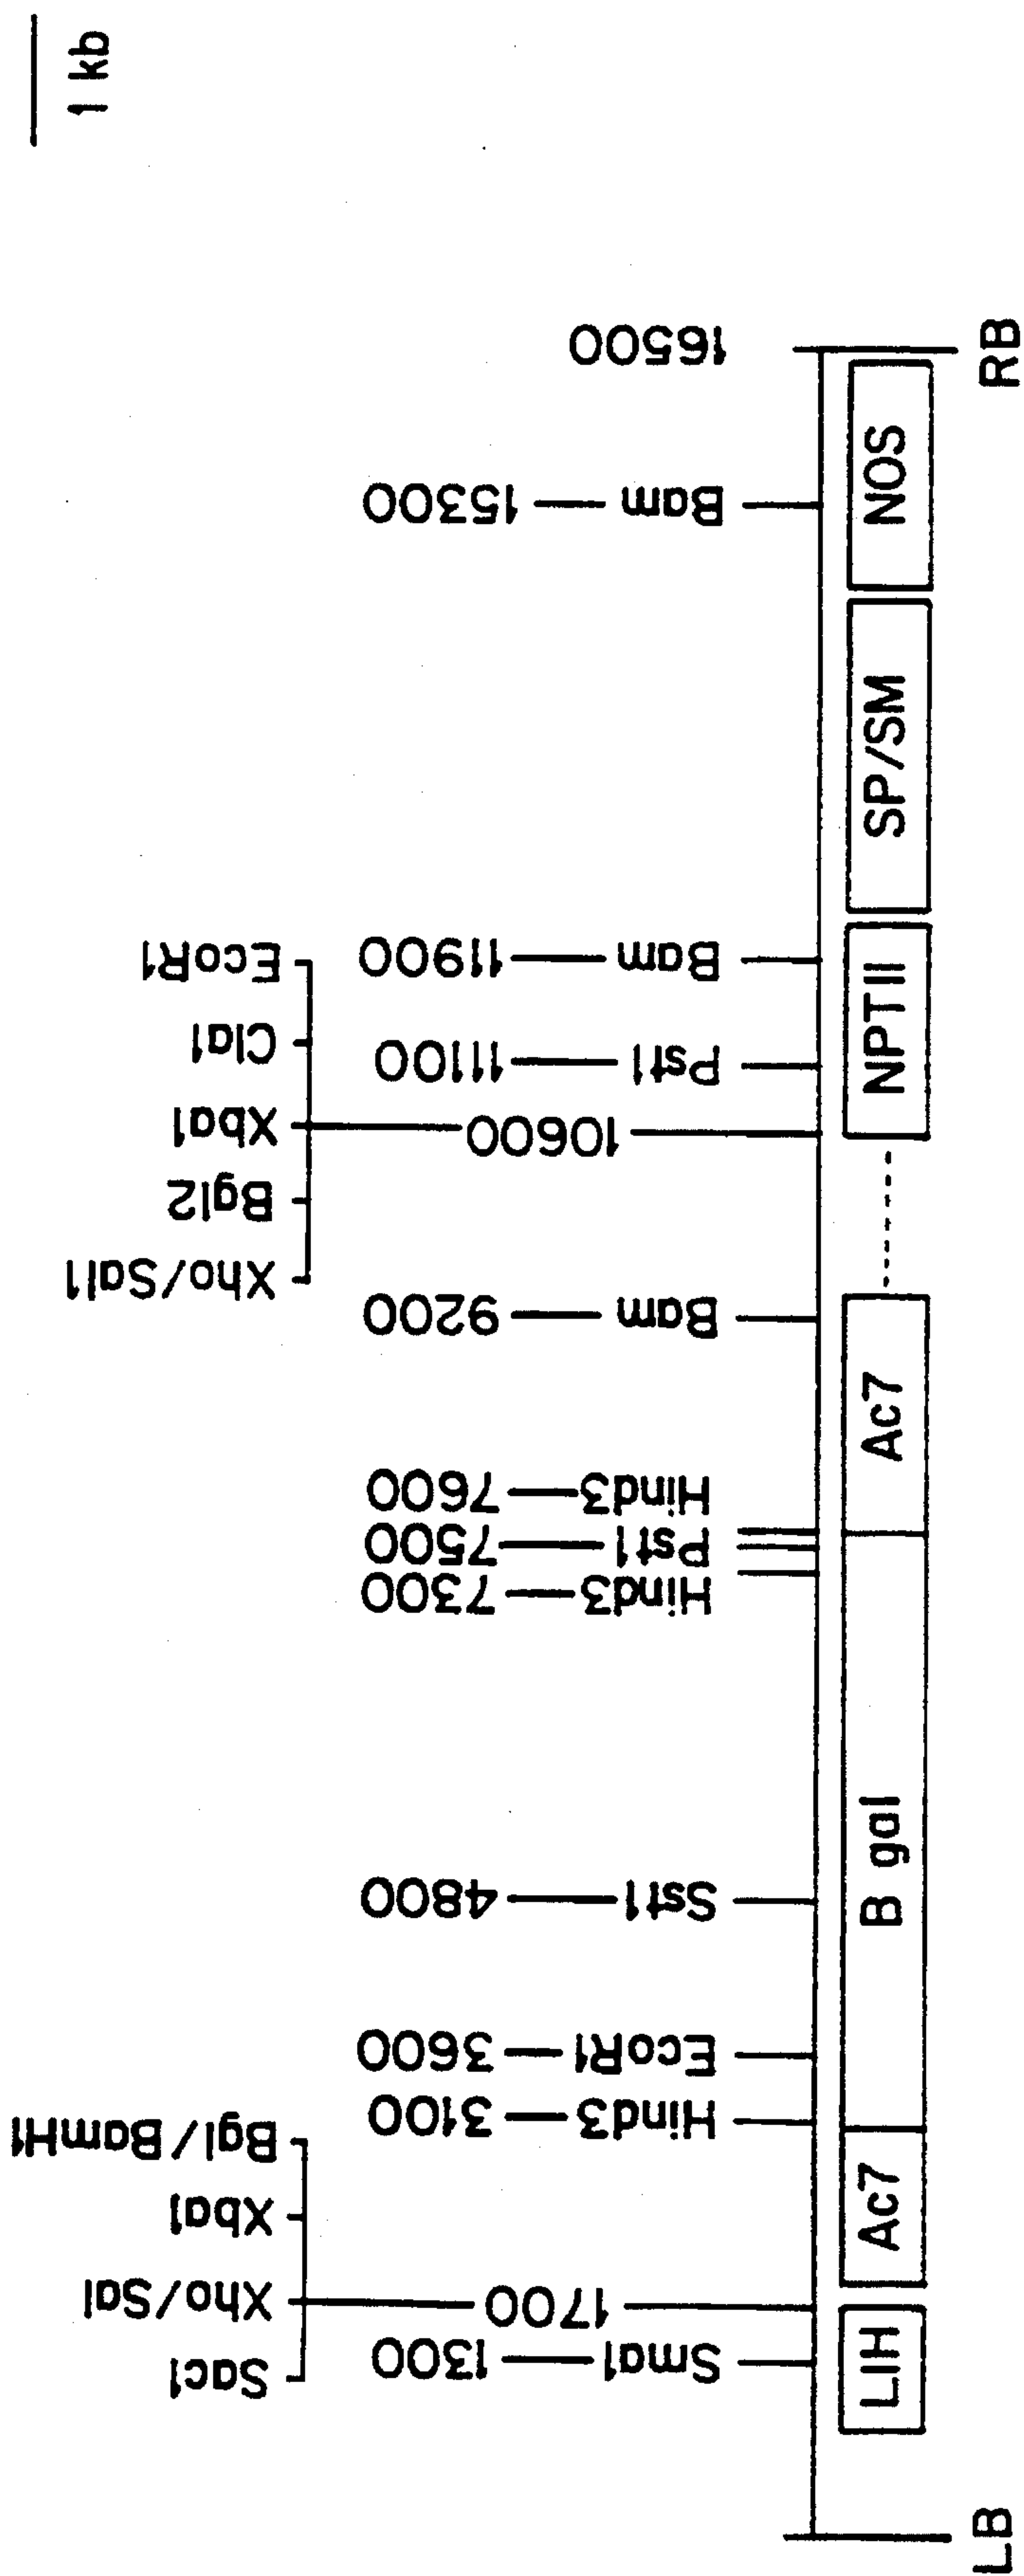 1 kb
Sac1
Xho/Sal
Xba1
Bgl/BamH1
Xho/Sal1
Bgl2
Xba1
Cla1
EcoR1
1300
1700
3100
3600
4800
7300
7500
7600
9200
10600
11100
11900
15300
16500
Sma1
Hind3
EcoR1
Sst1
Hind3
Pst1
Hind3
Bam
Pst1
Bam
Bam
LIH
Ac7
B gal
Ac7
NPTII
SP/SM
NOS
LB
RB